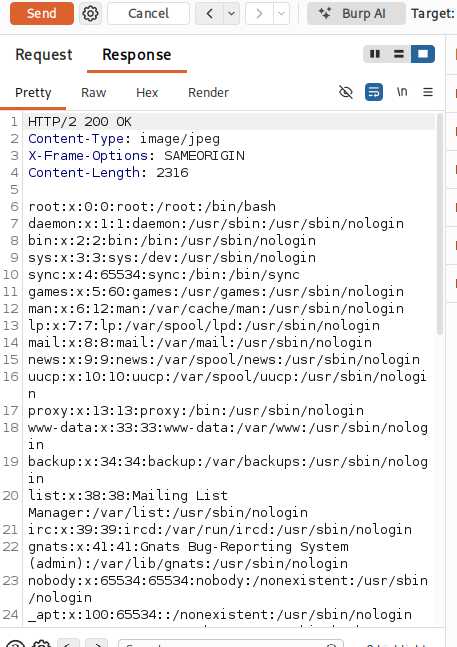 Send Cancel < > Burp AI Target:
Request Response
Pretty Raw Hex Render \n
1 HTTP/2 200 OK
2 Content-Type: image/jpeg
3 X-Frame-Options: SAMEORIGIN
4 Content-Length: 2316
5
6 root:x:0:0:root:/root:/bin/bash
7 daemon:x:1:1:daemon:/usr/sbin:/usr/sbin/nologin
8 bin:x:2:2:bin:/bin:/usr/sbin/nologin
9 sys:x:3:3:sys:/dev:/usr/sbin/nologin
10 sync:x:4:65534:sync:/bin:/bin/sync
11 games:x:5:60:games:/usr/games:/usr/sbin/nologin
12 man:x:6:12:man:/var/cache/man:/usr/sbin/nologin
13 lp:x:7:7:lp:/var/spool/lpd:/usr/sbin/nologin
14 mail:x:8:8:mail:/var/mail:/usr/sbin/nologin
15 news:x:9:9:news:/var/spool/news:/usr/sbin/nologin
16 uucp:x:10:10:uucp:/var/spool/uucp:/usr/sbin/nologi
n
17 proxy:x:13:13:proxy:/bin:/usr/sbin/nologin
18 www-data:x:33:33:www-data:/var/www:/usr/sbin/nolog
in
19 backup:x:34:34:backup:/var/backups:/usr/sbin/nolog
in
20 list:x:38:38:Mailing List
Manager:/var/list:/usr/sbin/nologin
21 irc:x:39:39:ircd:/var/run/ircd:/usr/sbin/nologin
22 gnats:x:41:41:Gnats Bug-Reporting System
(admin):/var/lib/gnats:/usr/sbin/nologin
23 nobody:x:65534:65534:nobody:/nonexistent:/usr/sbin
/nologin
24 _apt:x:100:65534::/nonexistent:/usr/sbin/nologin